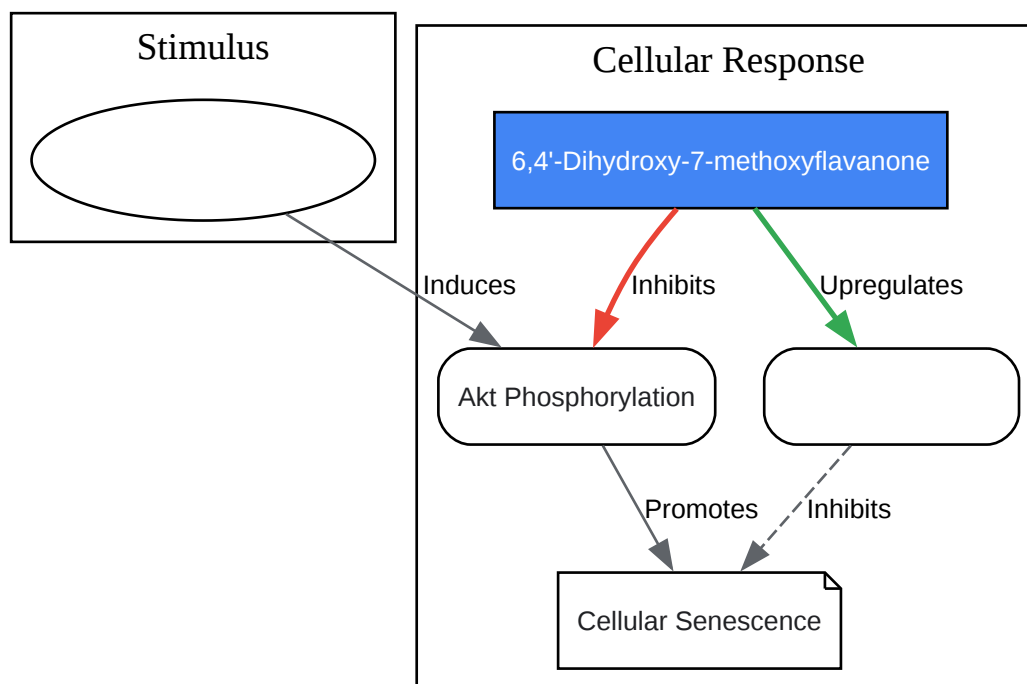 Stimulus
Cellular Response
6,4'-Dihydroxy-7-methoxyflavanone
Induces
Inhibits
Upregulates
Akt Phosphorylation
Promotes
Inhibits
Cellular Senescence